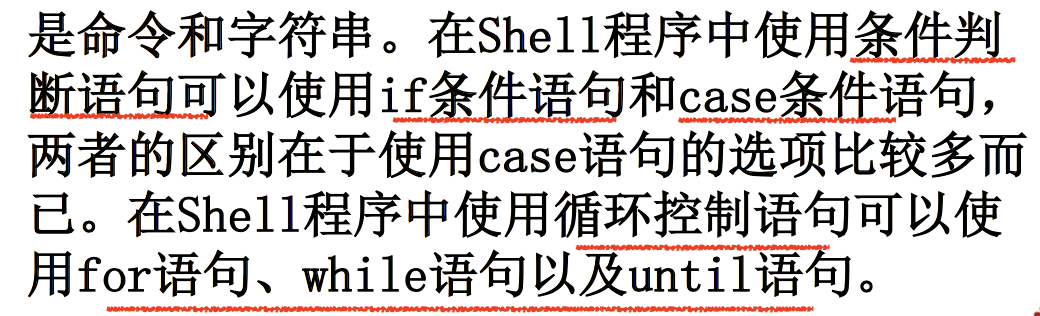 是命令和字符串。在Shell程序中使用条件判
断语句可以使用if条件语句和case条件语句，
两者的区别在于使用case语句的选项比较多而
已。在Shell程序中使用循环控制语句可以使
用for语句、while语句以及until语句。